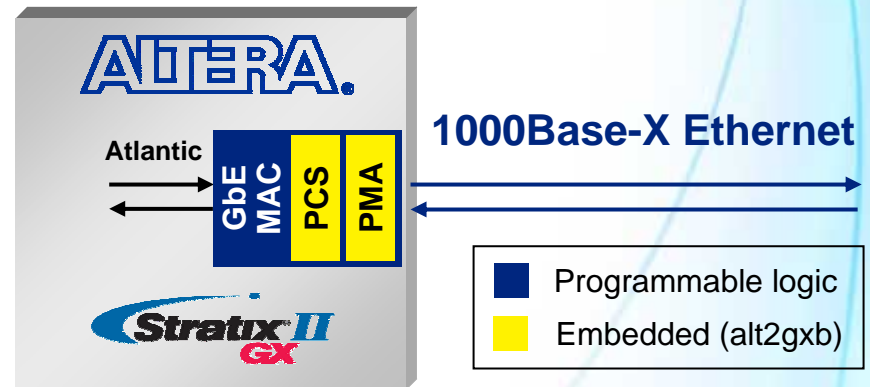 ALTERA®
1000Base-X Ethernet
Atlantic
GbE
MAC
PCS
PMA
Programmable logic
Embedded (alt2gxb)
Stratix II
GX